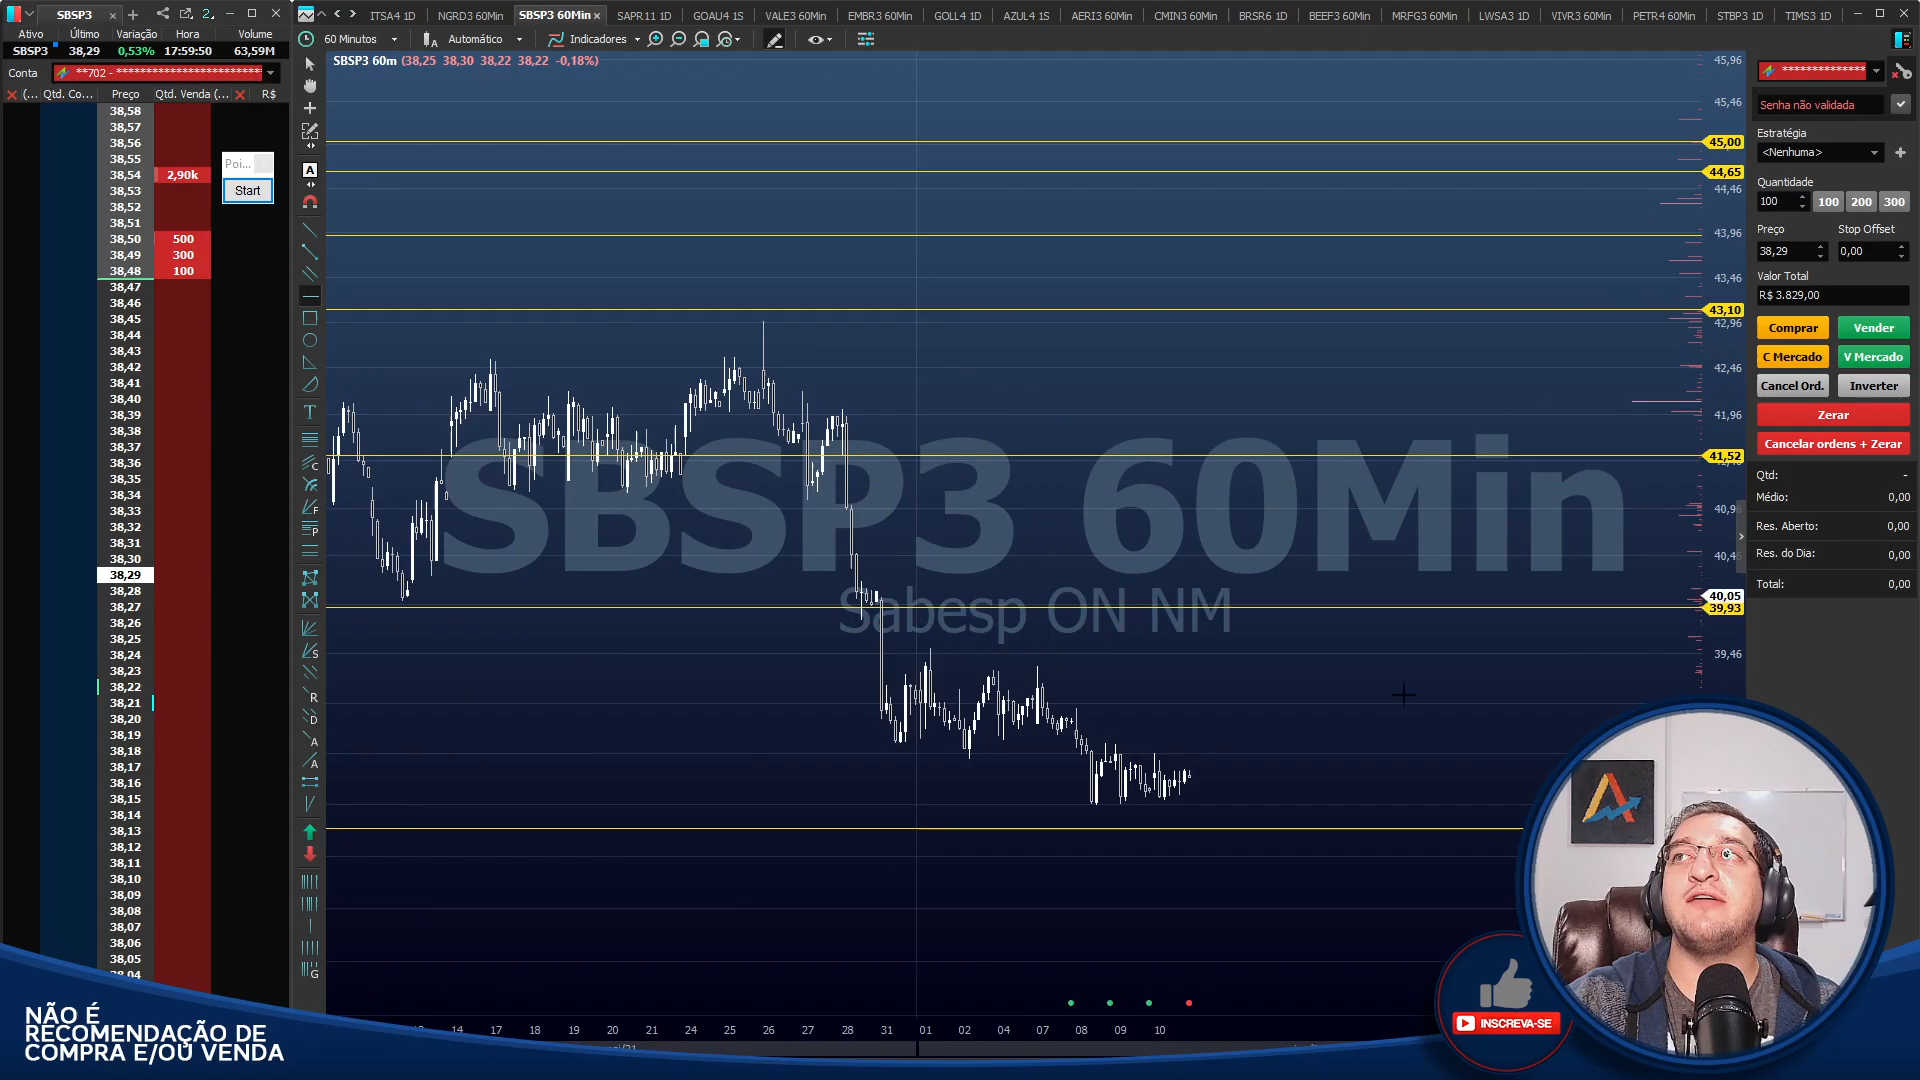 SBSP3
2.
ITSA4 1D
NGRD3 60Min
SBSP3 60Min
SAPR11 1D
GOAU4 1S
VALE3 60Min
EMBR3 60Min
GOLL4 1D
AZUL4 1S
AERI3 60Min
CMIN3 60Min
BRSR6 1D
BEEF3 60Min
MRFG3 60Min
LWSA3 1D
VIVR3 60Min
PETR4 60Min
STBP3 1D
TIMS3 1D
Ativo Último Variação Hora Volume
SBSP3 38,29 0,53% 17:59:50 63,59M
60 Minutos Automático Indicadores
Conta **702 - **************************
(... Qtd. Co... Preço Qtd. Venda (... R$
SBSP3 60m (38,25 38,30 38,22 38,22 -0,18%)
38,58
38,57
38,56
38,55
38,54 2,90k
38,53
38,52
38,51
38,50 500
38,49 300
38,48 100
38,47
38,46
38,45
38,44
38,43
38,42
38,41
38,40
38,39
38,38
38,37
38,36
38,35
38,34
38,33
38,32
38,31
38,30
38,29
38,28
38,27
38,26
38,25
38,24
38,23
38,22
38,21
38,20
38,19
38,18
38,17
38,16
38,15
38,14
38,13
38,12
38,11
38,10
38,09
38,08
38,07
38,06
38,05
38,04
Poi...
Start
SBSP3 60Min
Sabesp ON NM
45,96
45,46
45,00
44,65
44,46
43,96
43,46
43,10
42,96
42,46
41,96
41,52
40,96
40,46
40,05
39,93
39,46
14 17 18 19 20 21 24 25 26 27 28 31 01 02 04 07 08 09 10
***************
Senha não validada
Estratégia
<Nenhuma>
Quantidade
100 100 200 300
Preço Stop Offset
38,29 0,00
Valor Total
R$ 3.829,00
Comprar Vender
C Mercado V Mercado
Cancel Ord. Inverter
Zerar
Cancelar ordens + Zerar
Qtd: -
Médio: 0,00
Res. Aberto: 0,00
Res. do Dia: 0,00
Total: 0,00
NÃO É
RECOMENDAÇÃO DE
COMPRA E/OU VENDA
INSCREVA-SE